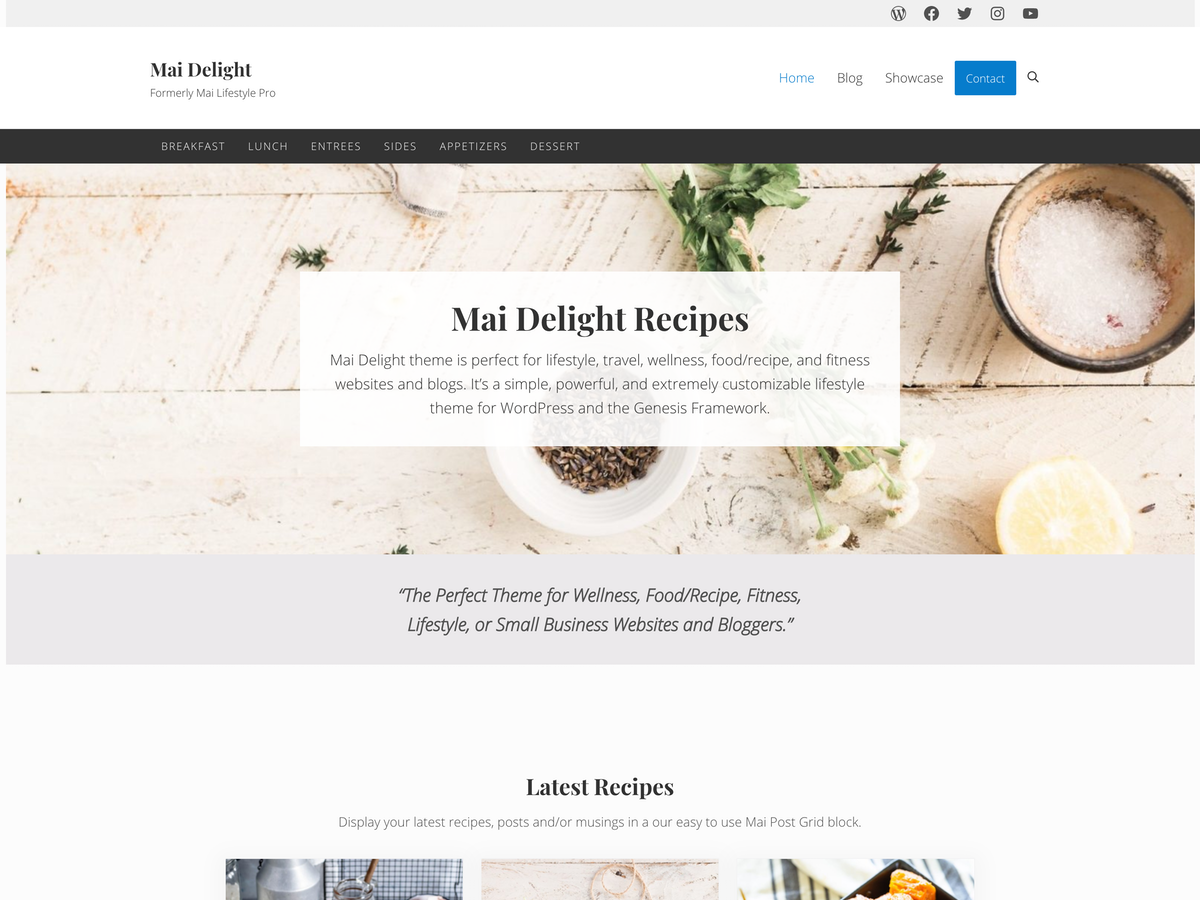 Mai Delight
Formerly Mai Lifestyle Pro
Home Blog Showcase Contact
BREAKFAST LUNCH ENTREES SIDES APPETIZERS DESSERT
Mai Delight Recipes
Mai Delight theme is perfect for lifestyle, travel, wellness, food/recipe, and fitness
websites and blogs. It’s a simple, powerful, and extremely customizable lifestyle
theme for WordPress and the Genesis Framework.
“The Perfect Theme for Wellness, Food/Recipe, Fitness,
Lifestyle, or Small Business Websites and Bloggers.”
Latest Recipes
Display your latest recipes, posts and/or musings in a our easy to use Mai Post Grid block.